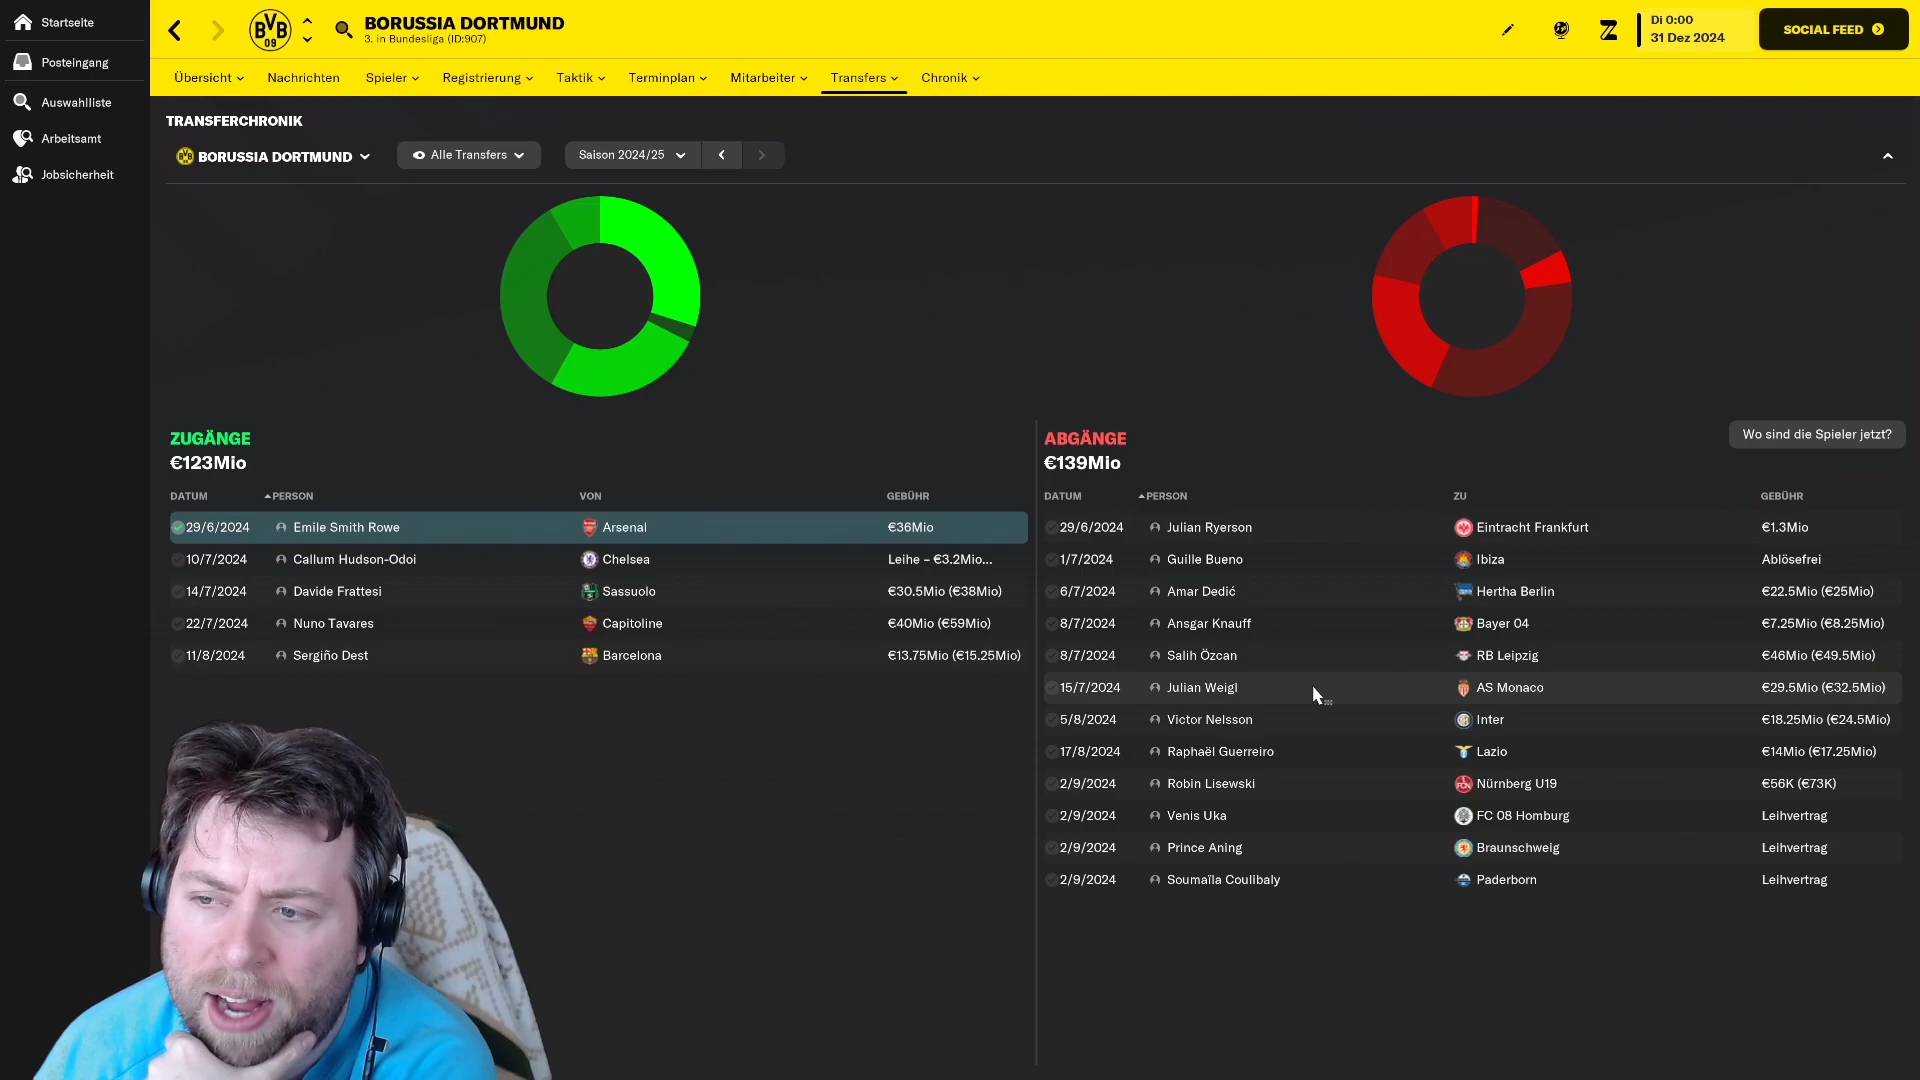 Startseite
Posteingang
Auswahlliste
Arbeitsamt
Jobsicherheit
BVB
09
BORUSSIA DORTMUND
3. in Bundesliga (ID:907)
Di 0:00
31 Dez 2024
SOCIAL FEED
Übersicht Nachrichten Spieler Registrierung Taktik Terminplan Mitarbeiter Transfers Chronik
TRANSFERCHRONIK
BORUSSIA DORTMUND Alle Transfers Saison 2024/25
ZUGÄNGE
€123Mio
DATUM PERSON VON GEBÜHR
29/6/2024 Emile Smith Rowe Arsenal €36Mio
10/7/2024 Callum Hudson-Odoi Chelsea Leihe – €3.2Mio...
14/7/2024 Davide Frattesi Sassuolo €30.5Mio (€38Mio)
22/7/2024 Nuno Tavares Capitoline €40Mio (€59Mio)
11/8/2024 Sergiño Dest Barcelona €13.75Mio (€15.25Mio)
ABGÄNGE
€139Mio
Wo sind die Spieler jetzt?
DATUM PERSON ZU GEBÜHR
29/6/2024 Julian Ryerson Eintracht Frankfurt €1.3Mio
1/7/2024 Guille Bueno Ibiza Ablösefrei
6/7/2024 Amar Dedić Hertha Berlin €22.5Mio (€25Mio)
8/7/2024 Ansgar Knauff Bayer 04 €7.25Mio (€8.25Mio)
8/7/2024 Salih Özcan RB Leipzig €46Mio (€49.5Mio)
15/7/2024 Julian Weigl AS Monaco €29.5Mio (€32.5Mio)
5/8/2024 Victor Nelsson Inter €18.25Mio (€24.5Mio)
17/8/2024 Raphaël Guerreiro Lazio €14Mio (€17.25Mio)
2/9/2024 Robin Lisewski Nürnberg U19 €56K (€73K)
2/9/2024 Venis Uka FC 08 Homburg Leihvertrag
2/9/2024 Prince Aning Braunschweig Leihvertrag
2/9/2024 Soumaïla Coulibaly Paderborn Leihvertrag